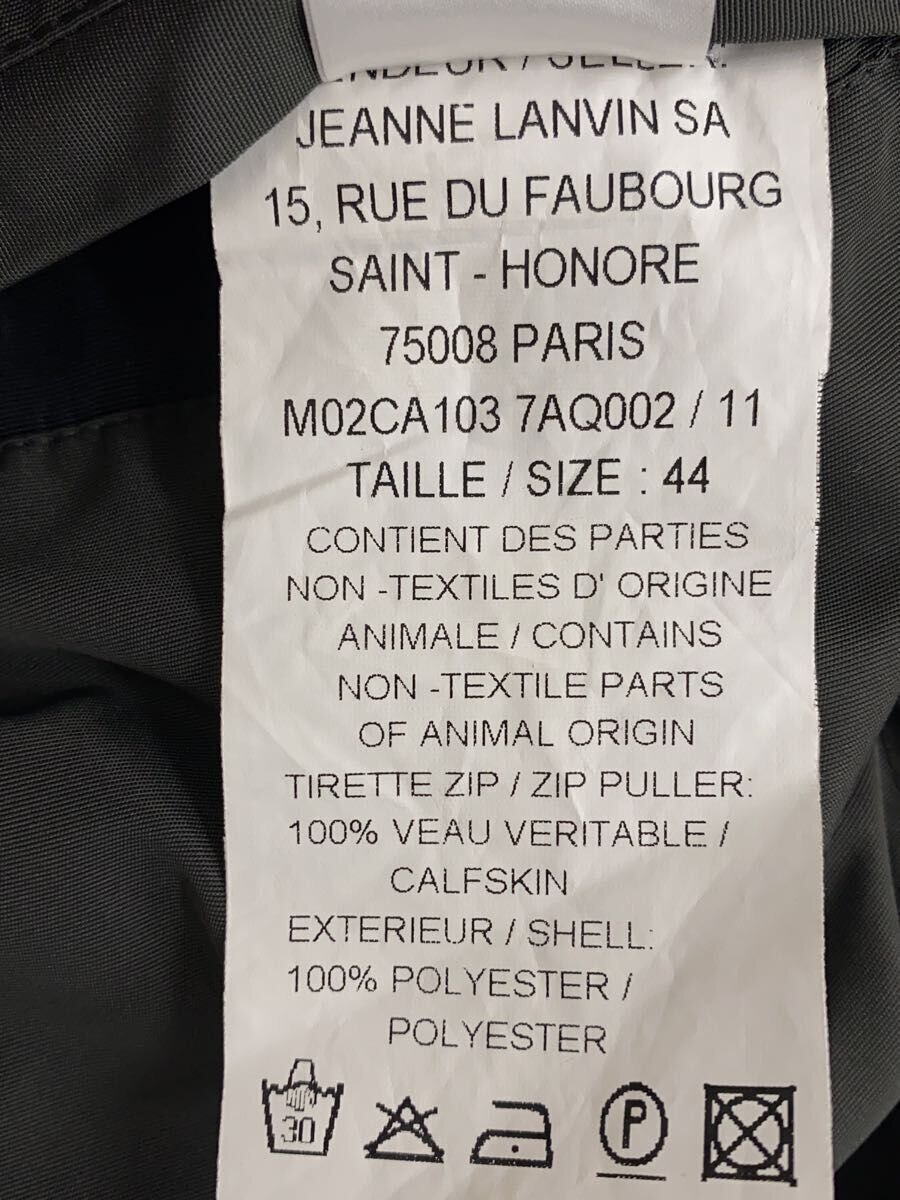 JEANNE LANVIN SA
15, RUE DU FAUBOURG
SAINT - HONORE
75008 PARIS
M02CA103 7AQ002 / 11
TAILLE / SIZE : 44
CONTIENT DES PARTIES
NON -TEXTILES D' ORIGINE
ANIMALE / CONTAINS
NON -TEXTILE PARTS
OF ANIMAL ORIGIN
TIRETTE ZIP / ZIP PULLER:
100% VEAU VERITABLE /
CALFSKIN
EXTERIEUR / SHELL:
100% POLYESTER /
POLYESTER
30 P